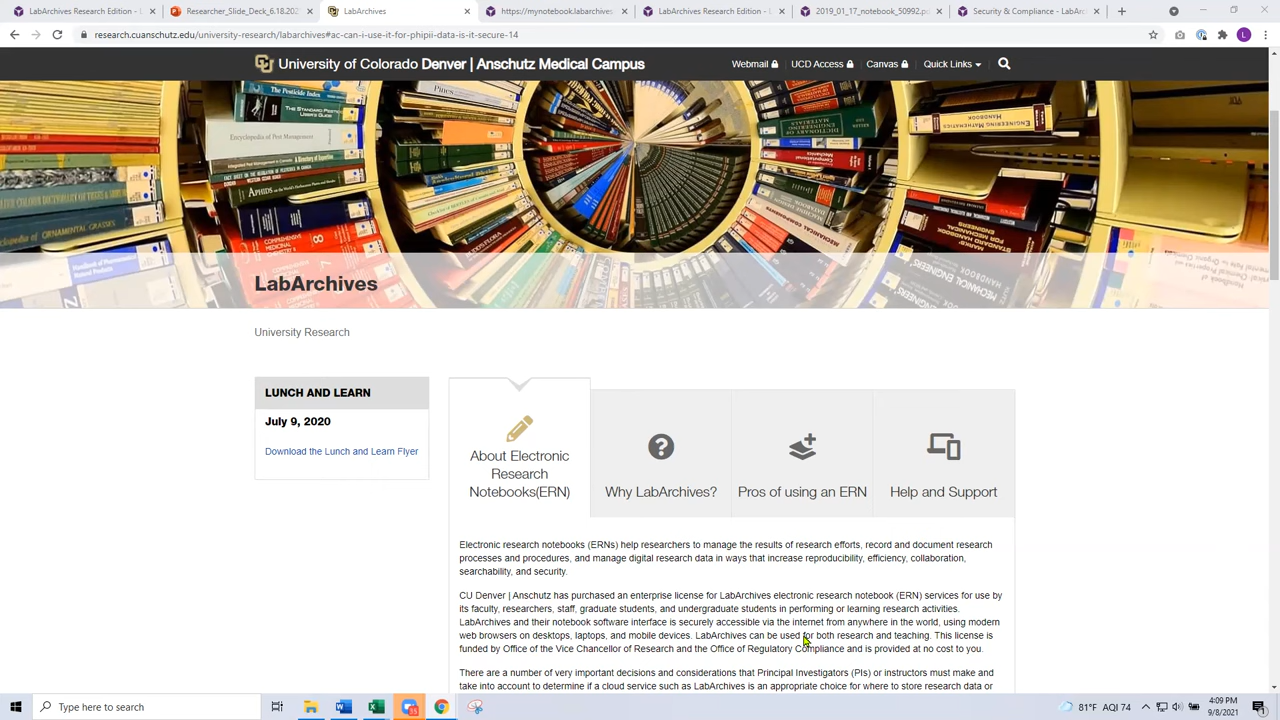 LabArchives Research Edition -
Researcher_Slide_Deck_6.18.202
LabArchives
https://mynotebook.labarchives
LabArchives Research Edition -
2019_01_17_notebook_50992.p
Security & Compliance - LabArc
research.cuanschutz.edu/university-research/labarchives#ac-can-i-use-it-for-phipii-data-is-it-secure-14
L
University of Colorado Denver | Anschutz Medical Campus
Webmail
UCD Access
Canvas
Quick Links
The Pesticide Index
Pines
Encyclopedia of Pest Management
APHIDS
LabArchives
University Research
LUNCH AND LEARN
July 9, 2020
Download the Lunch and Learn Flyer
About Electronic
Research
Notebooks(ERN)
Why LabArchives?
Pros of using an ERN
Help and Support
Electronic research notebooks (ERNs) help researchers to manage the results of research efforts, record and document research
processes and procedures, and manage digital research data in ways that increase reproducibility, efficiency, collaboration,
searchability, and security.
CU Denver | Anschutz has purchased an enterprise license for LabArchives electronic research notebook (ERN) services for use by
its faculty, researchers, staff, graduate students, and undergraduate students in performing or learning research activities.
LabArchives and their notebook software interface is securely accessible via the internet from anywhere in the world, using modern
web browsers on desktops, laptops, and mobile devices. LabArchives can be used for both research and teaching. This license is
funded by Office of the Vice Chancellor of Research and the Office of Regulatory Compliance and is provided at no cost to you.
There are a number of very important decisions and considerations that Principal Investigators (PIs) or instructors must make and
take into account to determine if a cloud service such as LabArchives is an appropriate choice for where to store research data or
Type here to search
81°F AQI 74
4:09 PM
9/8/2021